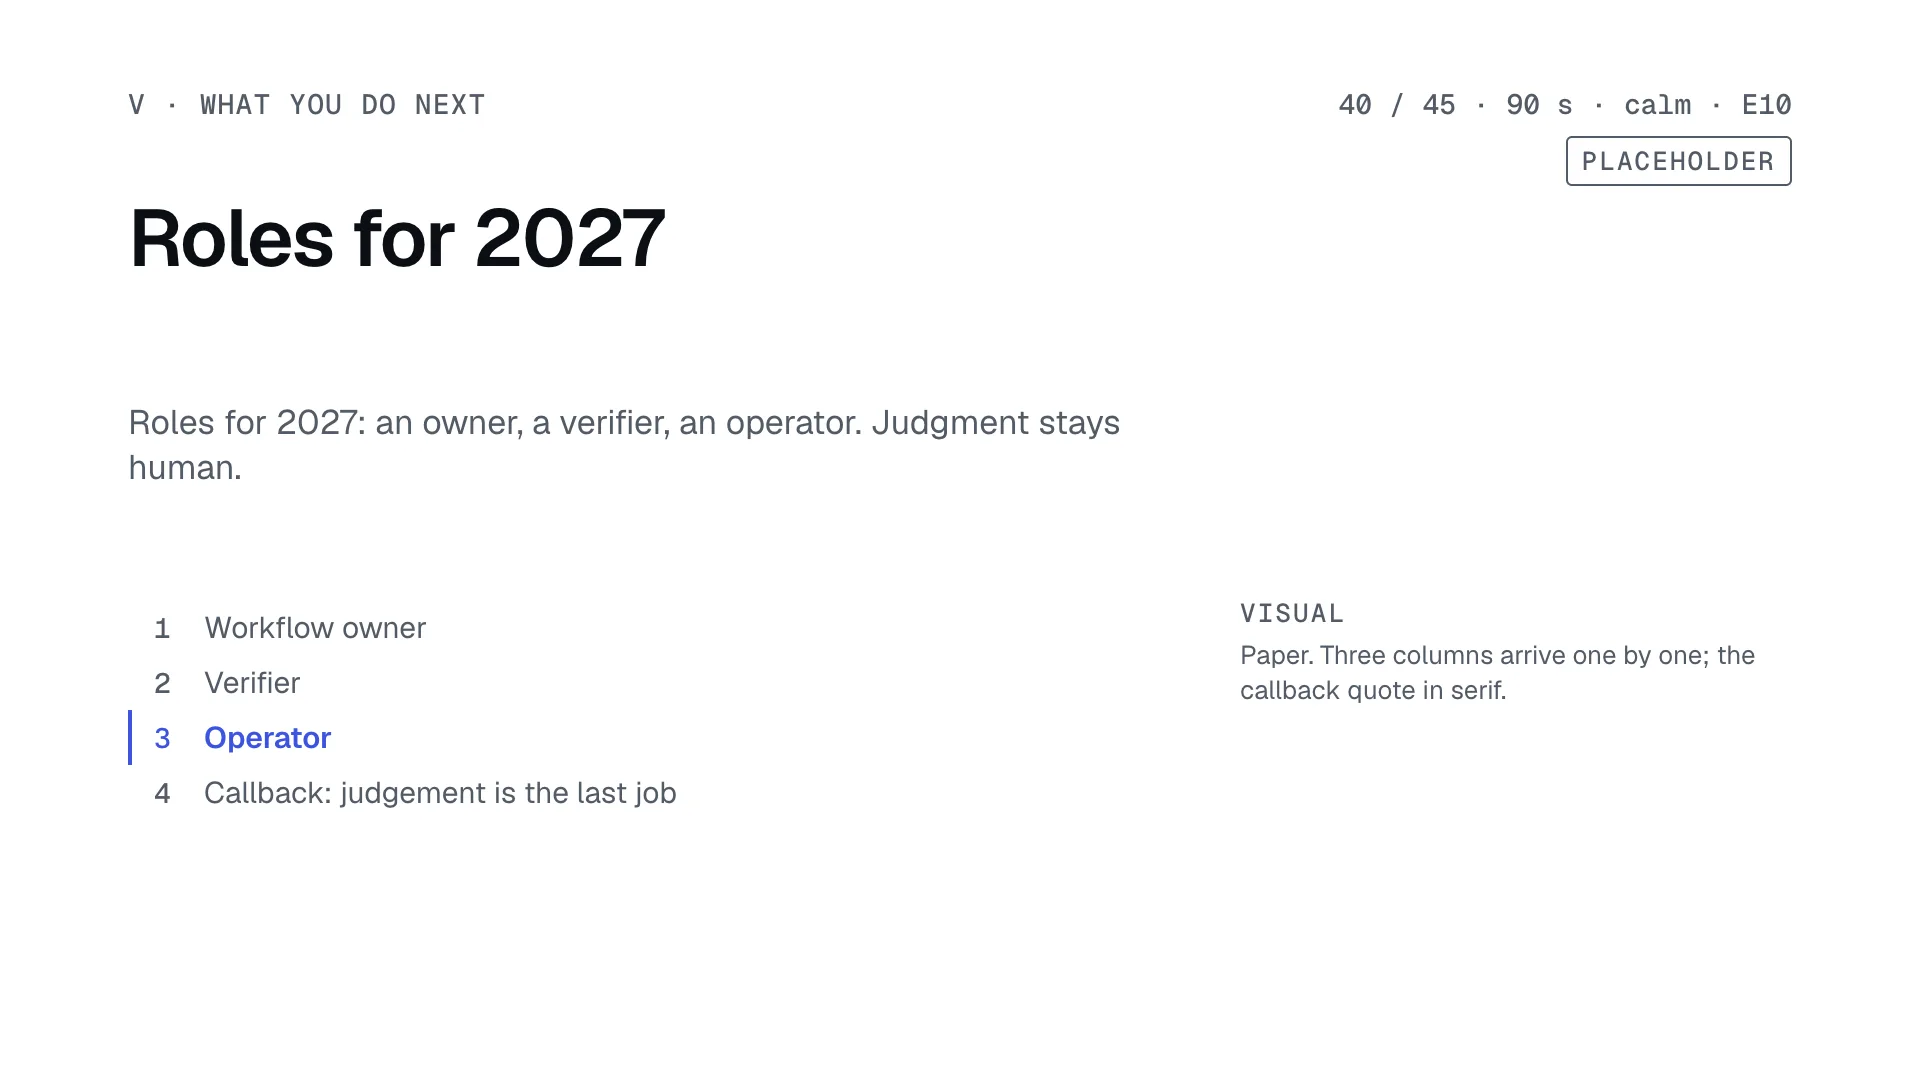 V · WHAT YOU DO NEXT
40 / 45 · 90 s · calm · E10
PLACEHOLDER
Roles for 2027
Roles for 2027: an owner, a verifier, an operator. Judgment stays
human.
1 Workflow owner
2 Verifier
3 Operator
4 Callback: judgement is the last job
VISUAL
Paper. Three columns arrive one by one; the
callback quote in serif.